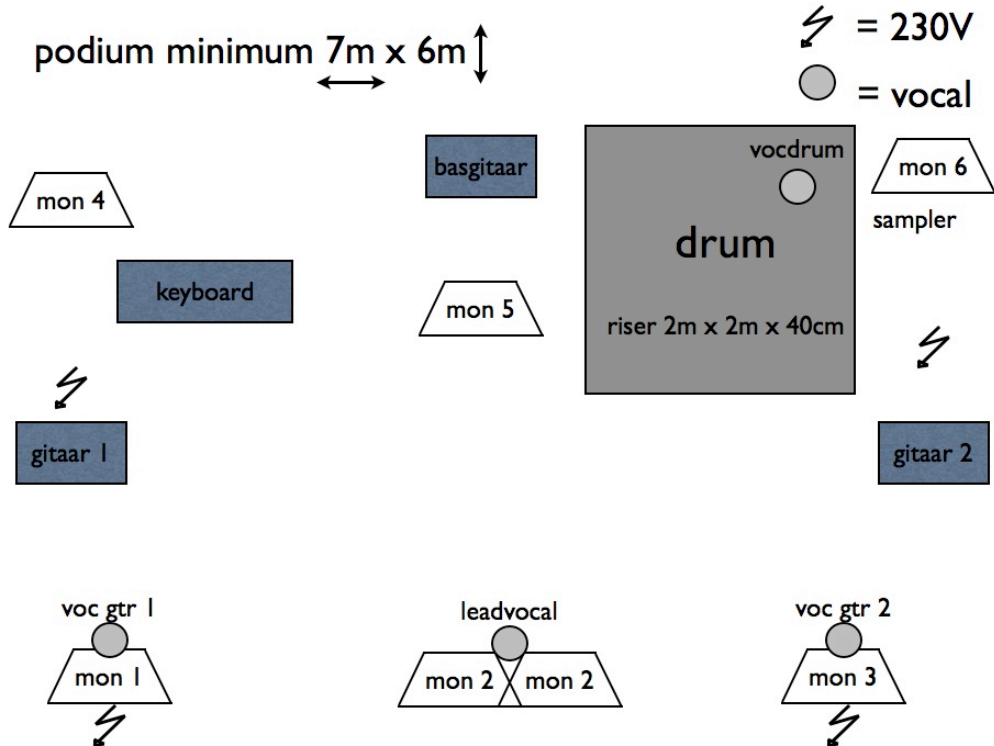 podium minimum 7m x 6m
= 230V
= vocal
basgitaar
vocdrum
mon 6
mon 4
sampler
drum
keyboard
mon 5
riser 2m x 2m x 40cm
gitaar 1
gitaar 2
voc gtr 1
leadvocal
voc gtr 2
mon 1
mon 2
mon 2
mon 3